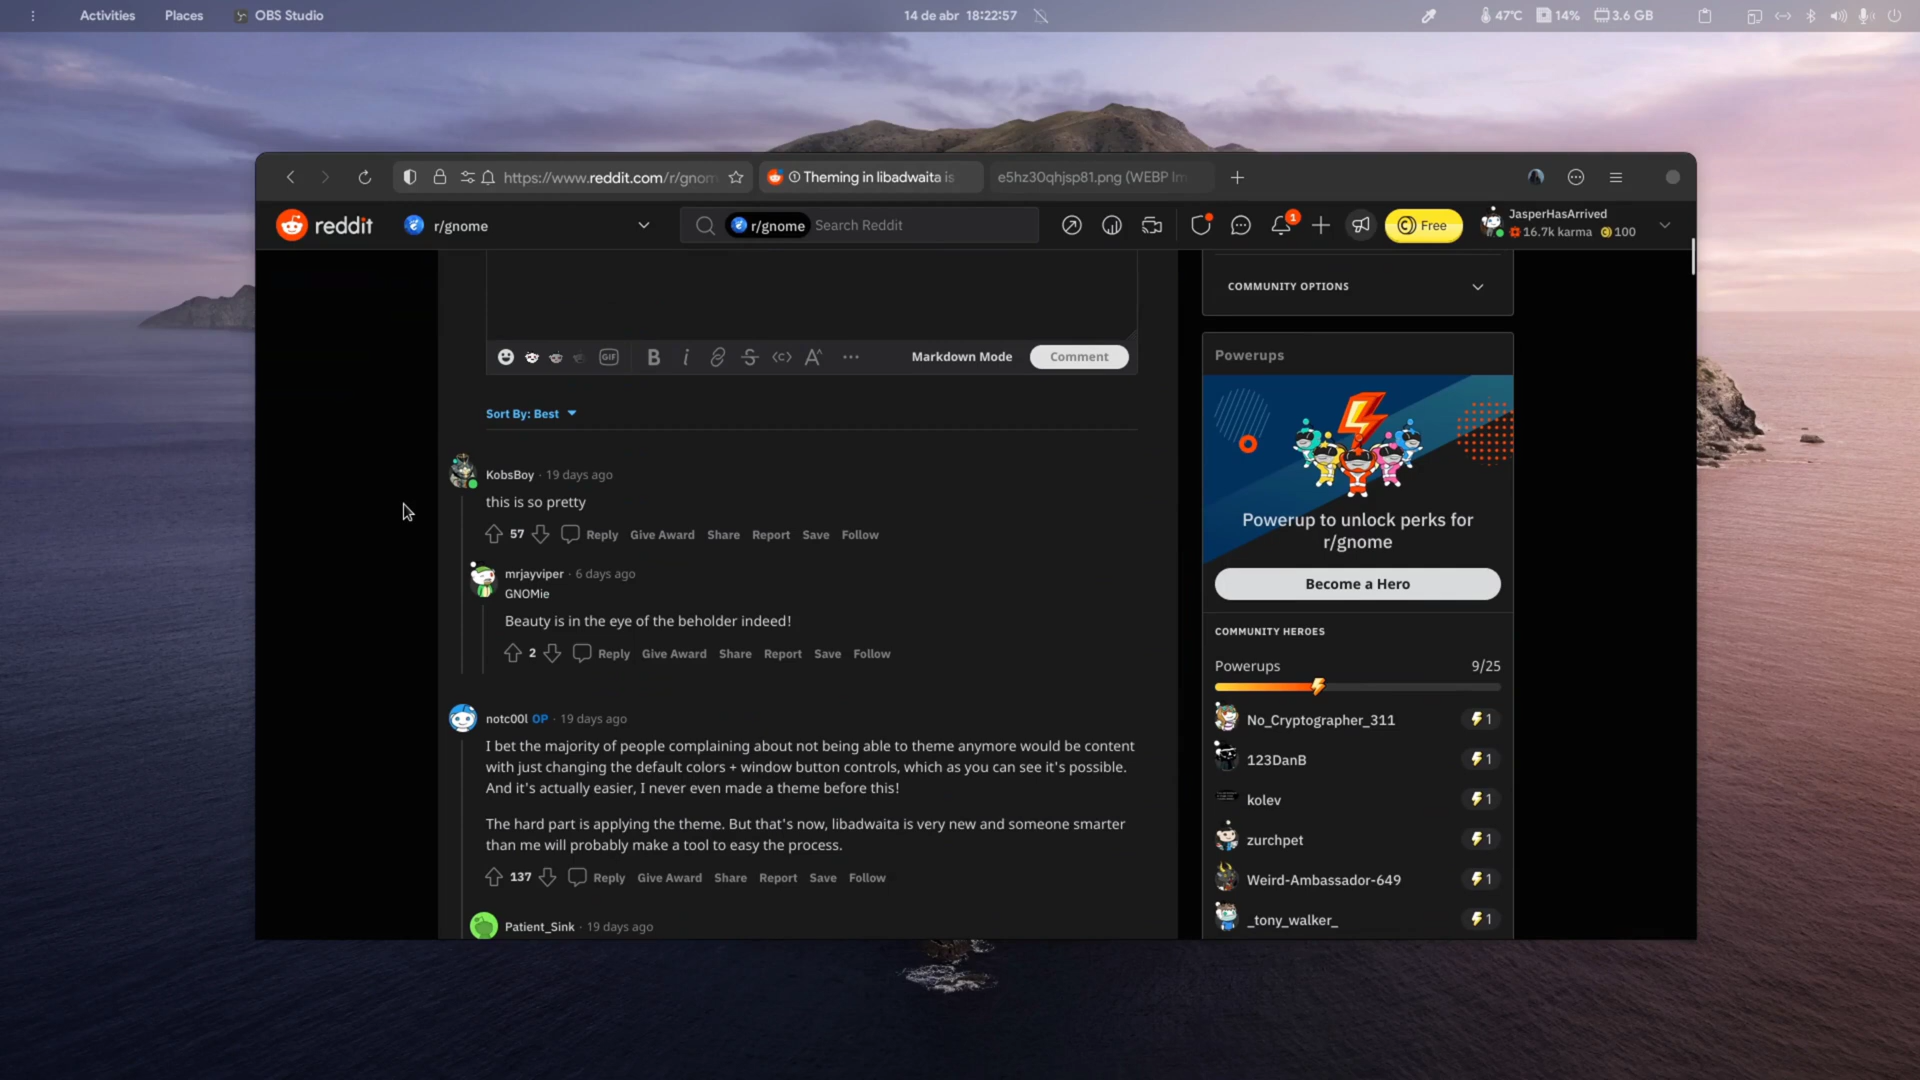 Activities Places OBS Studio 14 de abr 18:22:57 47°C 14% 3.6 GB
https://www.reddit.com/r/gnom Theming in libadwaita is e5hz30qhjsp81.png (WEBP Im
reddit r/gnome r/gnome Search Reddit 1 Free JasperHasArrived
16.7k karma 100
COMMUNITY OPTIONS
GIF B i A Markdown Mode Comment
Sort By: Best
KobsBoy · 19 days ago
this is so pretty
57 Reply Give Award Share Report Save Follow
mrjayviper · 6 days ago
GNOMie
Beauty is in the eye of the beholder indeed!
2 Reply Give Award Share Report Save Follow
notc00l OP · 19 days ago
I bet the majority of people complaining about not being able to theme anymore would be content
with just changing the default colors + window button controls, which as you can see it's possible.
And it's actually easier, I never even made a theme before this!
The hard part is applying the theme. But that's now, libadwaita is very new and someone smarter
than me will probably make a tool to easy the process.
137 Reply Give Award Share Report Save Follow
Patient_Sink · 19 days ago
Powerups
Powerup to unlock perks for
r/gnome
Become a Hero
COMMUNITY HEROES
Powerups 9/25
No_Cryptographer_311 1
123DanB 1
kolev 1
zurchpet 1
Weird-Ambassador-649 1
_tony_walker_ 1